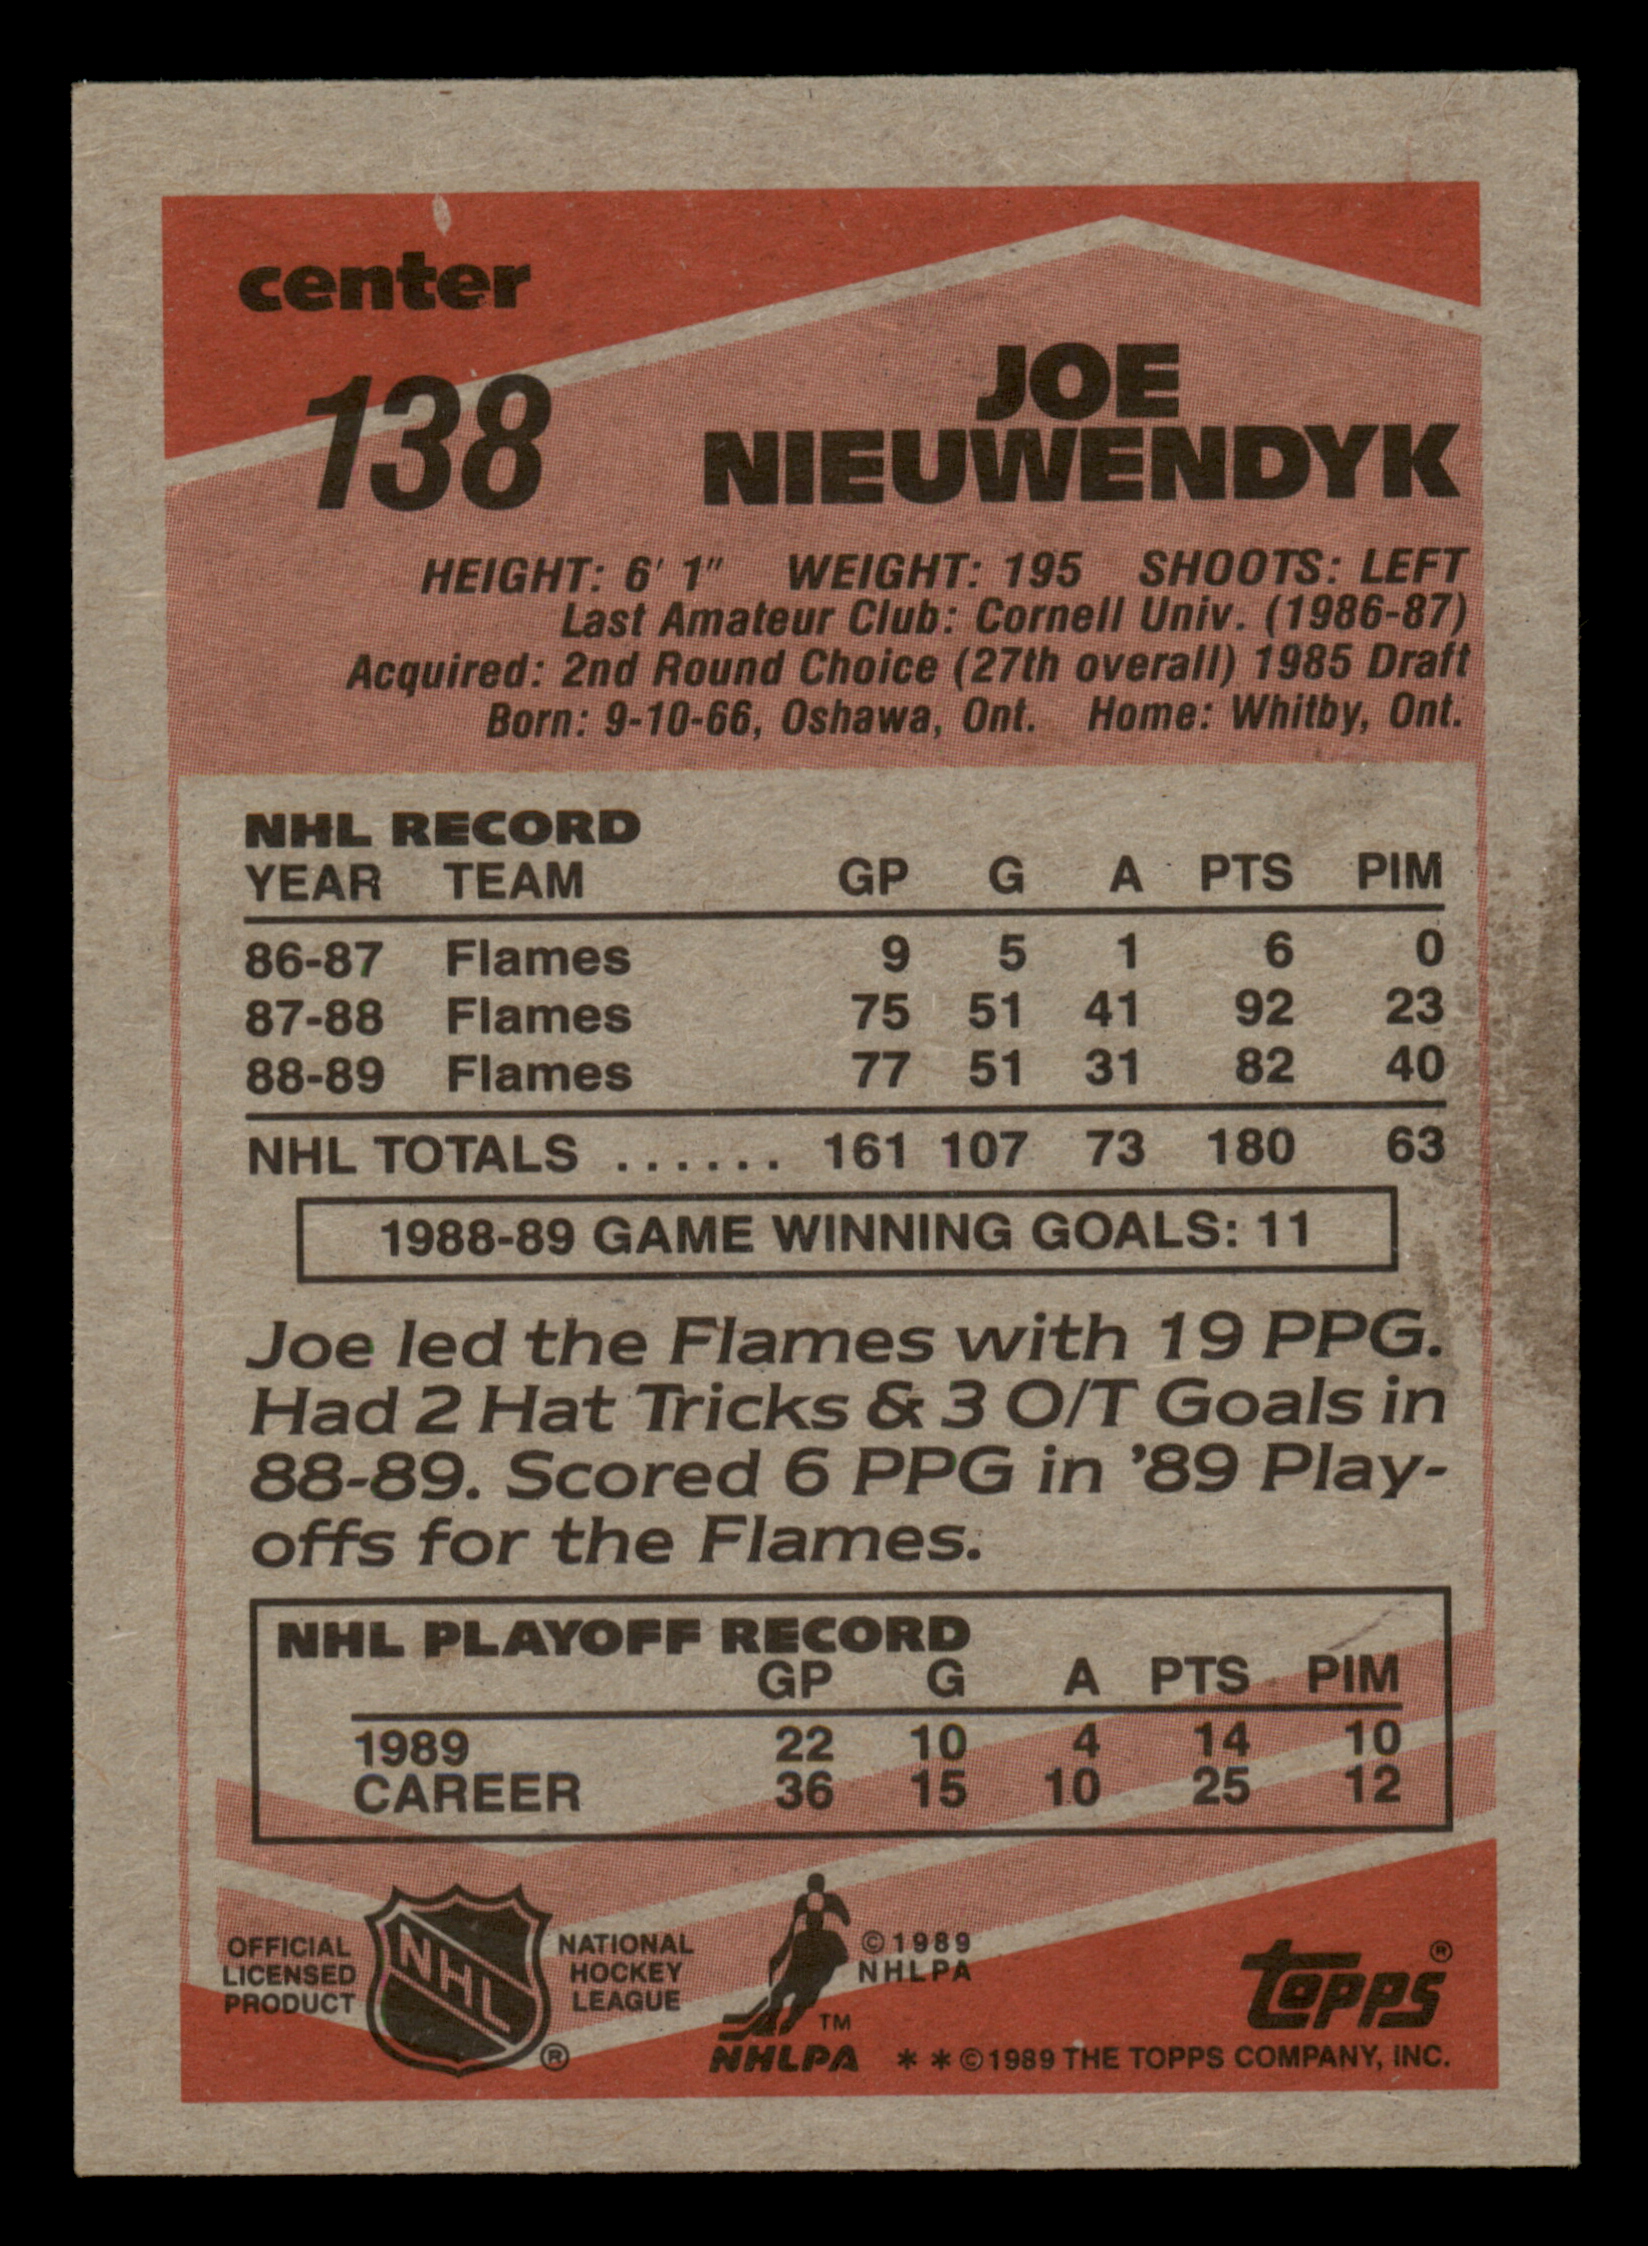 center
138
JOE
NIEUWENDYK
HEIGHT: 6' 1" WEIGHT: 195 SHOOTS: LEFT
Last Amateur Club: Cornell Univ. (1986-87)
Acquired: 2nd Round Choice (27th overall) 1985 Draft
Born: 9-10-66, Oshawa, Ont. Home: Whitby, Ont.
NHL RECORD
YEAR TEAM GP G A PTS PIM
86-87 Flames 9 5 1 6 0
87-88 Flames 75 51 41 92 23
88-89 Flames 77 51 31 82 40
NHL TOTALS ...... 161 107 73 180 63
1988-89 GAME WINNING GOALS: 11
Joe led the Flames with 19 PPG.
Had 2 Hat Tricks & 3 O/T Goals in
88-89. Scored 6 PPG in '89 Play-
offs for the Flames.
NHL PLAYOFF RECORD
GP G A PTS PIM
1989 22 10 4 14 10
CAREER 36 15 10 25 12
OFFICIAL
LICENSED
PRODUCT
NHL
®
NATIONAL
HOCKEY
LEAGUE
©1989
NHLPA
TM
NHLPA
topps ®
* * ©1989 THE TOPPS COMPANY, INC.